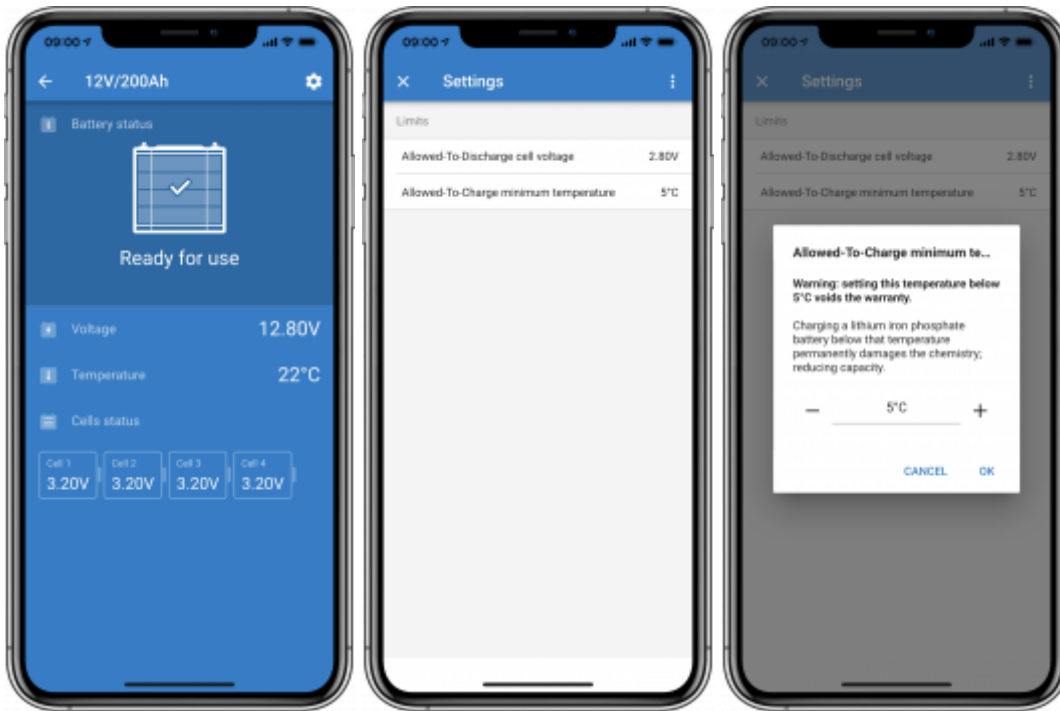 09:00
12V/200Ah
Battery status
Ready for use
Voltage 12.80V
Temperature 22°C
Cells status
Cell 1 Cell 2 Cell 3 Cell 4
3.20V 3.20V 3.20V 3.20V
09:00
Settings
Limits
Allowed-To-Discharge cell voltage 2.80V
Allowed-To-Charge minimum temperature 5°C
09:00
Settings
Limits
Allowed-To-Discharge cell voltage 2.80V
Allowed-To-Charge minimum temperature 5°C
Allowed-To-Charge minimum te...
Warning: setting this temperature below
5°C voids the warranty.
Charging a lithium iron phosphate
battery below that temperature
permanently damages the chemistry;
reducing capacity.
5°C
CANCEL OK